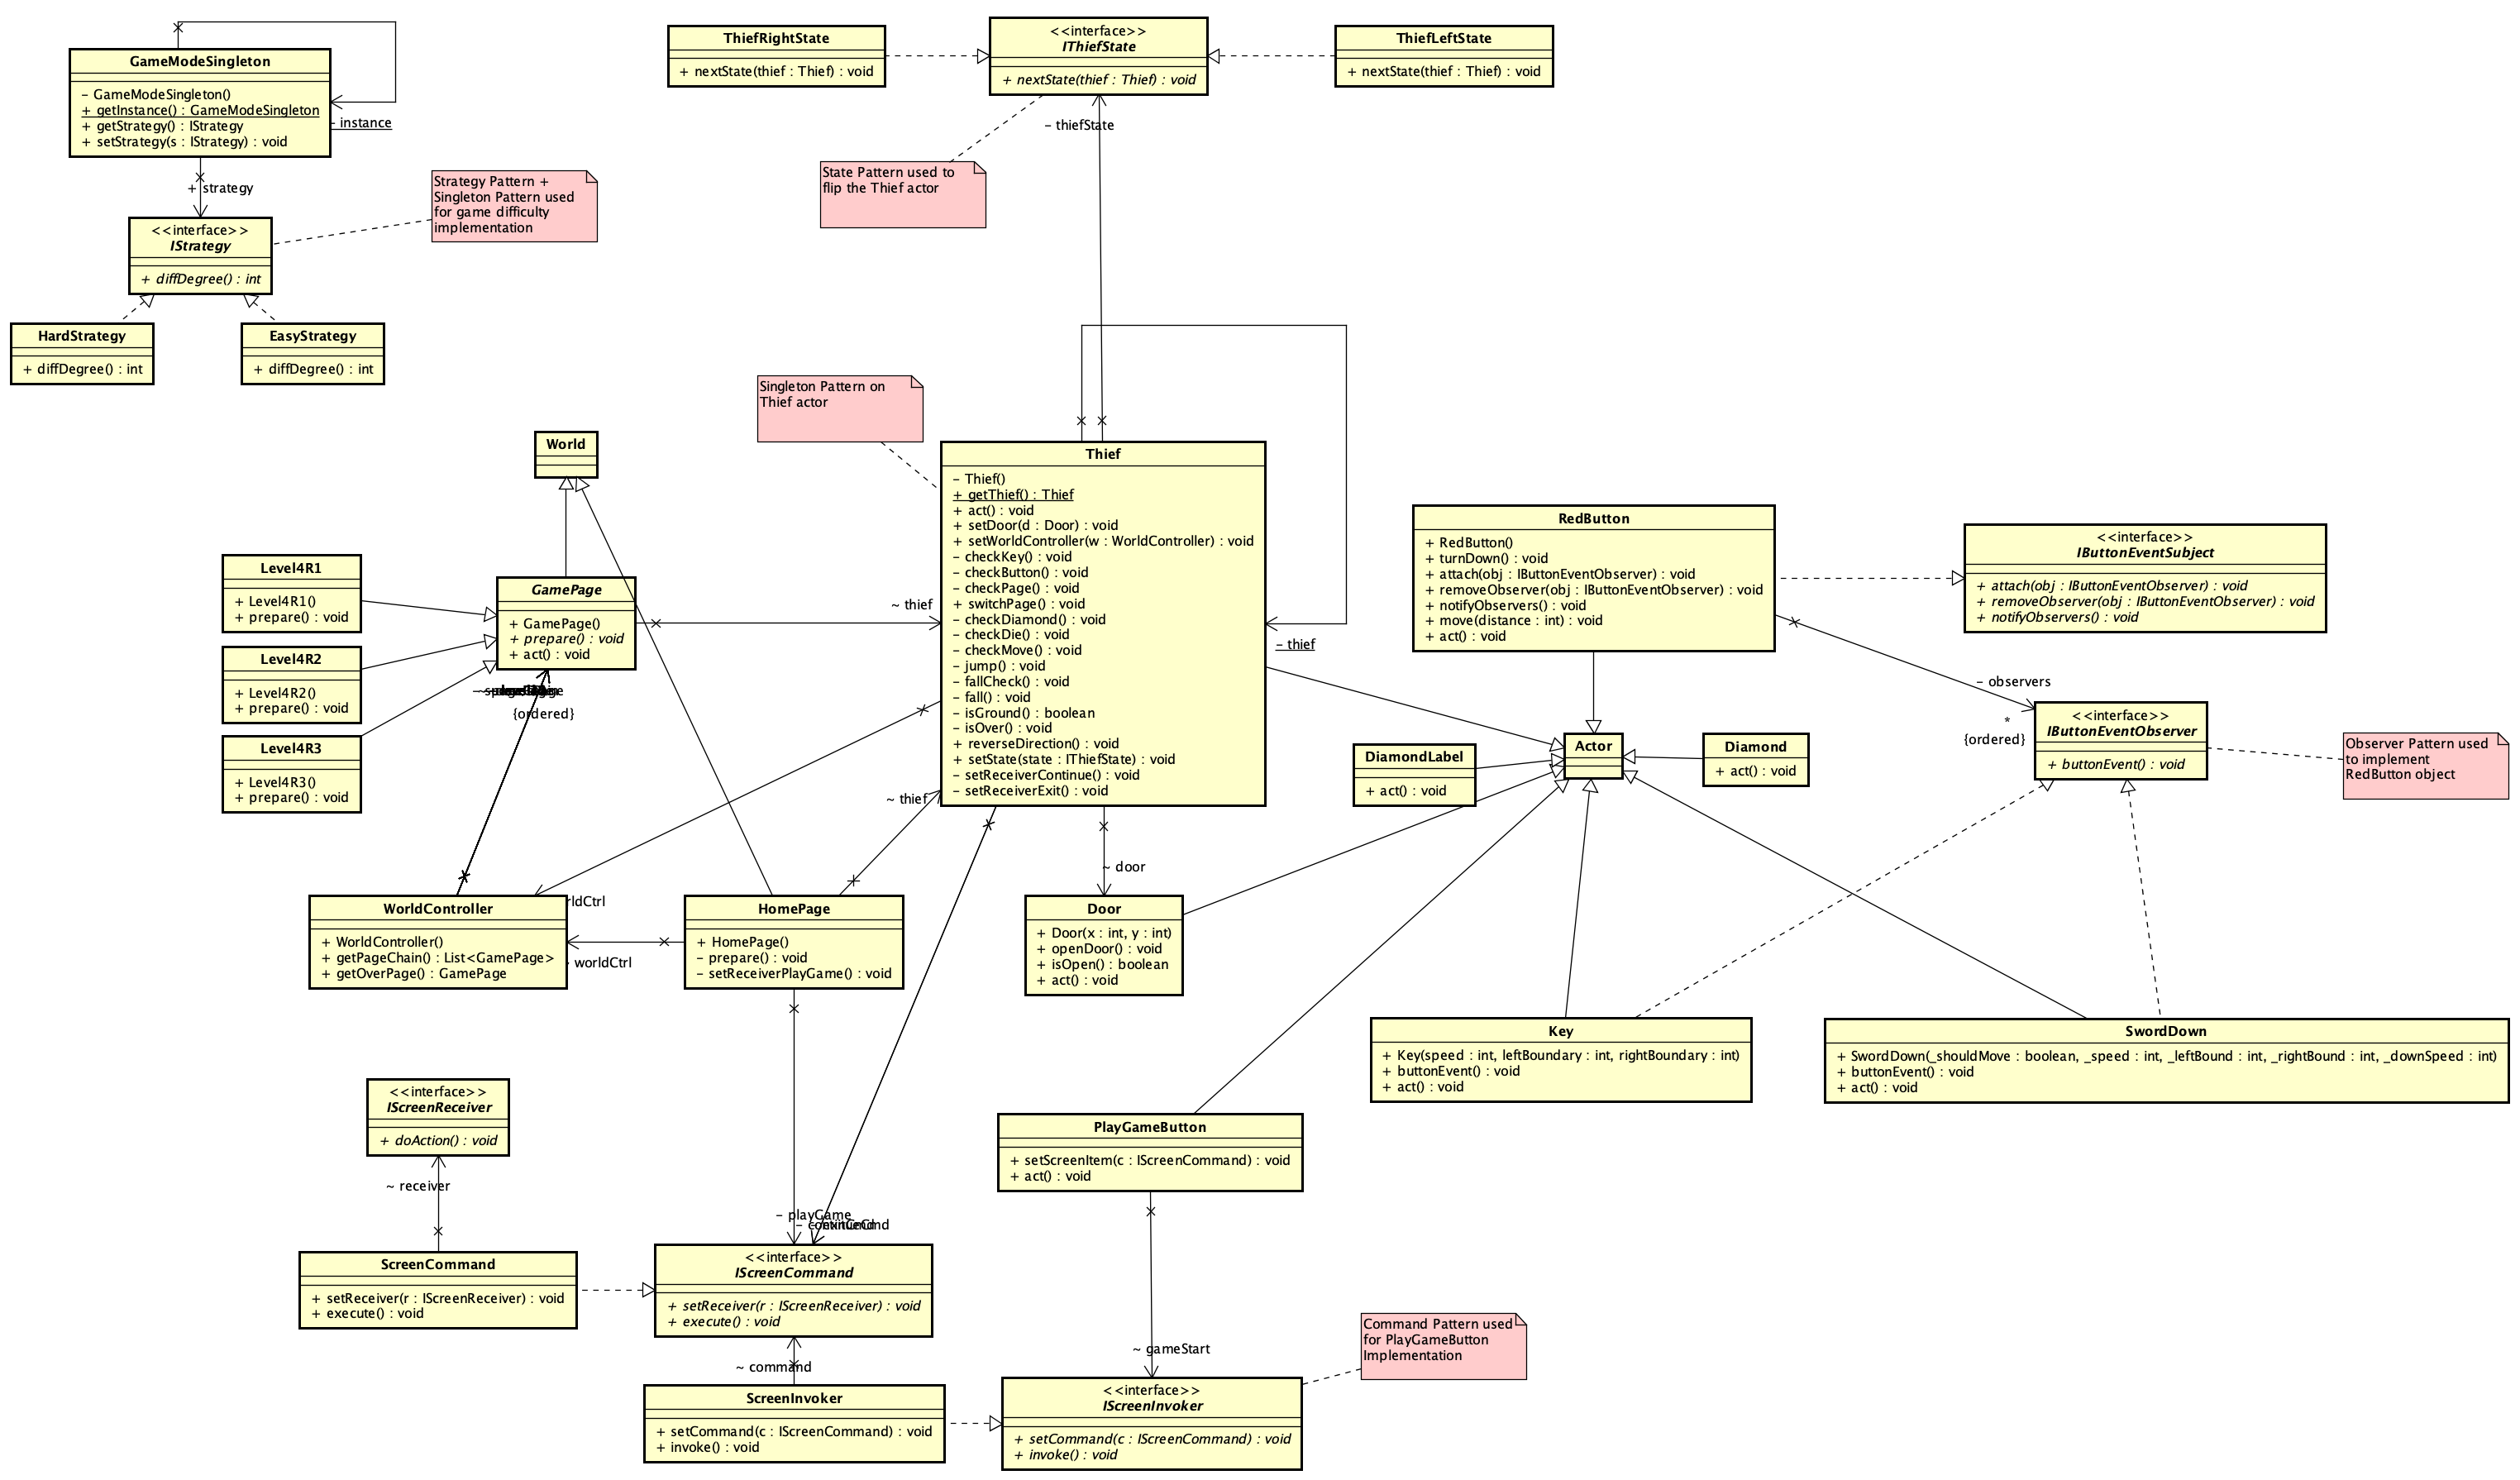 GameModeSingleton
– GameModeSingleton()
+ getInstance() : GameModeSingleton
+ getStrategy() : IStrategy
+ setStrategy(s : IStrategy) : void
– instance
+ strategy
<<interface>>
IStrategy
+ diffDegree() : int
Strategy Pattern +
Singleton Pattern used
for game difficulty
implementation
HardStrategy
+ diffDegree() : int
EasyStrategy
+ diffDegree() : int
ThiefRightState
+ nextState(thief : Thief) : void
<<interface>>
IThiefState
+ nextState(thief : Thief) : void
ThiefLeftState
+ nextState(thief : Thief) : void
– thiefState
State Pattern used to
flip the Thief actor
Singleton Pattern on
Thief actor
World
Thief
– Thief()
+ getThief() : Thief
+ act() : void
+ setDoor(d : Door) : void
+ setWorldController(w : WorldController) : void
– checkKey() : void
– checkButton() : void
– checkPage() : void
+ switchPage() : void
– checkDiamond() : void
– checkDie() : void
– checkMove() : void
– jump() : void
– fallCheck() : void
– fall() : void
– isGround() : boolean
– isOver() : void
+ reverseDirection() : void
+ setState(state : IThiefState) : void
– setReceiverContinue() : void
– setReceiverExit() : void
– thief
Level4R1
+ Level4R1()
+ prepare() : void
Level4R2
+ Level4R2()
+ prepare() : void
Level4R3
+ Level4R3()
+ prepare() : void
GamePage
+ GamePage()
+ prepare() : void
+ act() : void
~ thief
{ordered}
~ thief
RedButton
+ RedButton()
+ turnDown() : void
+ attach(obj : IButtonEventObserver) : void
+ removeObserver(obj : IButtonEventObserver) : void
+ notifyObservers() : void
+ move(distance : int) : void
+ act() : void
<<interface>>
IButtonEventSubject
+ attach(obj : IButtonEventObserver) : void
+ removeObserver(obj : IButtonEventObserver) : void
+ notifyObservers() : void
– observers
*
{ordered}
<<interface>>
IButtonEventObserver
+ buttonEvent() : void
Observer Pattern used
to implement
RedButton object
DiamondLabel
+ act() : void
Actor
Diamond
+ act() : void
WorldController
+ WorldController()
+ getPageChain() : List<GamePage>
+ getOverPage() : GamePage
rldCtrl
worldCtrl
HomePage
+ HomePage()
– prepare() : void
– setReceiverPlayGame() : void
~ door
Door
+ Door(x : int, y : int)
+ openDoor() : void
+ isOpen() : boolean
+ act() : void
Key
+ Key(speed : int, leftBoundary : int, rightBoundary : int)
+ buttonEvent() : void
+ act() : void
SwordDown
+ SwordDown(_shouldMove : boolean, _speed : int, _leftBound : int, _rightBound : int, _downSpeed : int)
+ buttonEvent() : void
+ act() : void
<<interface>>
IScreenReceiver
+ doAction() : void
~ receiver
PlayGameButton
+ setScreenItem(c : IScreenCommand) : void
+ act() : void
– playGame
ScreenCommand
+ setReceiver(r : IScreenReceiver) : void
+ execute() : void
<<interface>>
IScreenCommand
+ setReceiver(r : IScreenReceiver) : void
+ execute() : void
~ command
~ gameStart
Command Pattern used
for PlayGameButton
Implementation
ScreenInvoker
+ setCommand(c : IScreenCommand) : void
+ invoke() : void
<<interface>>
IScreenInvoker
+ setCommand(c : IScreenCommand) : void
+ invoke() : void